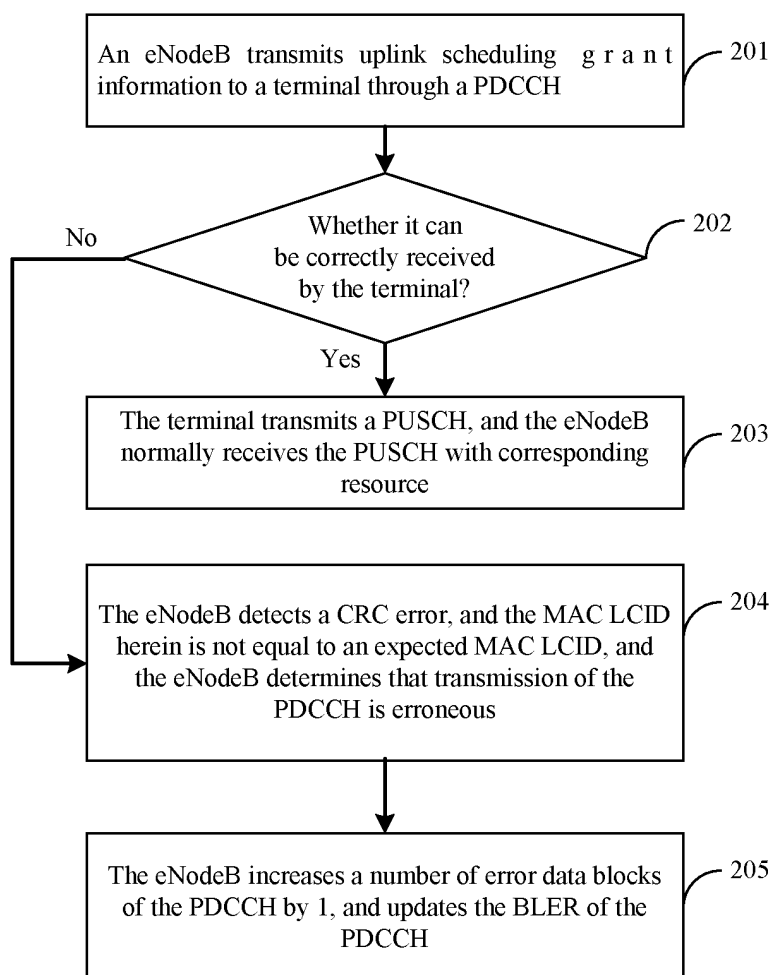 An eNodeB transmits uplink scheduling grant
information to a terminal through a PDCCH
201
Whether it can
be correctly received
by the terminal?
202
No
Yes
The terminal transmits a PUSCH, and the eNodeB
normally receives the PUSCH with corresponding
resource
203
The eNodeB detects a CRC error, and the MAC LCID
herein is not equal to an expected MAC LCID, and
the eNodeB determines that transmission of the
PDCCH is erroneous
204
The eNodeB increases a number of error data blocks
of the PDCCH by 1, and updates the BLER of the
PDCCH
205